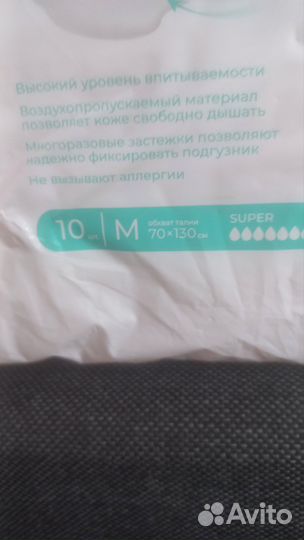 Высокий уровень впитываемости
Воздухопропускаемый материал
позволяет коже свободно дышать
Многоразовые застежки позволяют
надежно фиксировать подгузник
Не вызывают аллергии
10 шт. M обхват талии 70×130 см SUPER
Avito